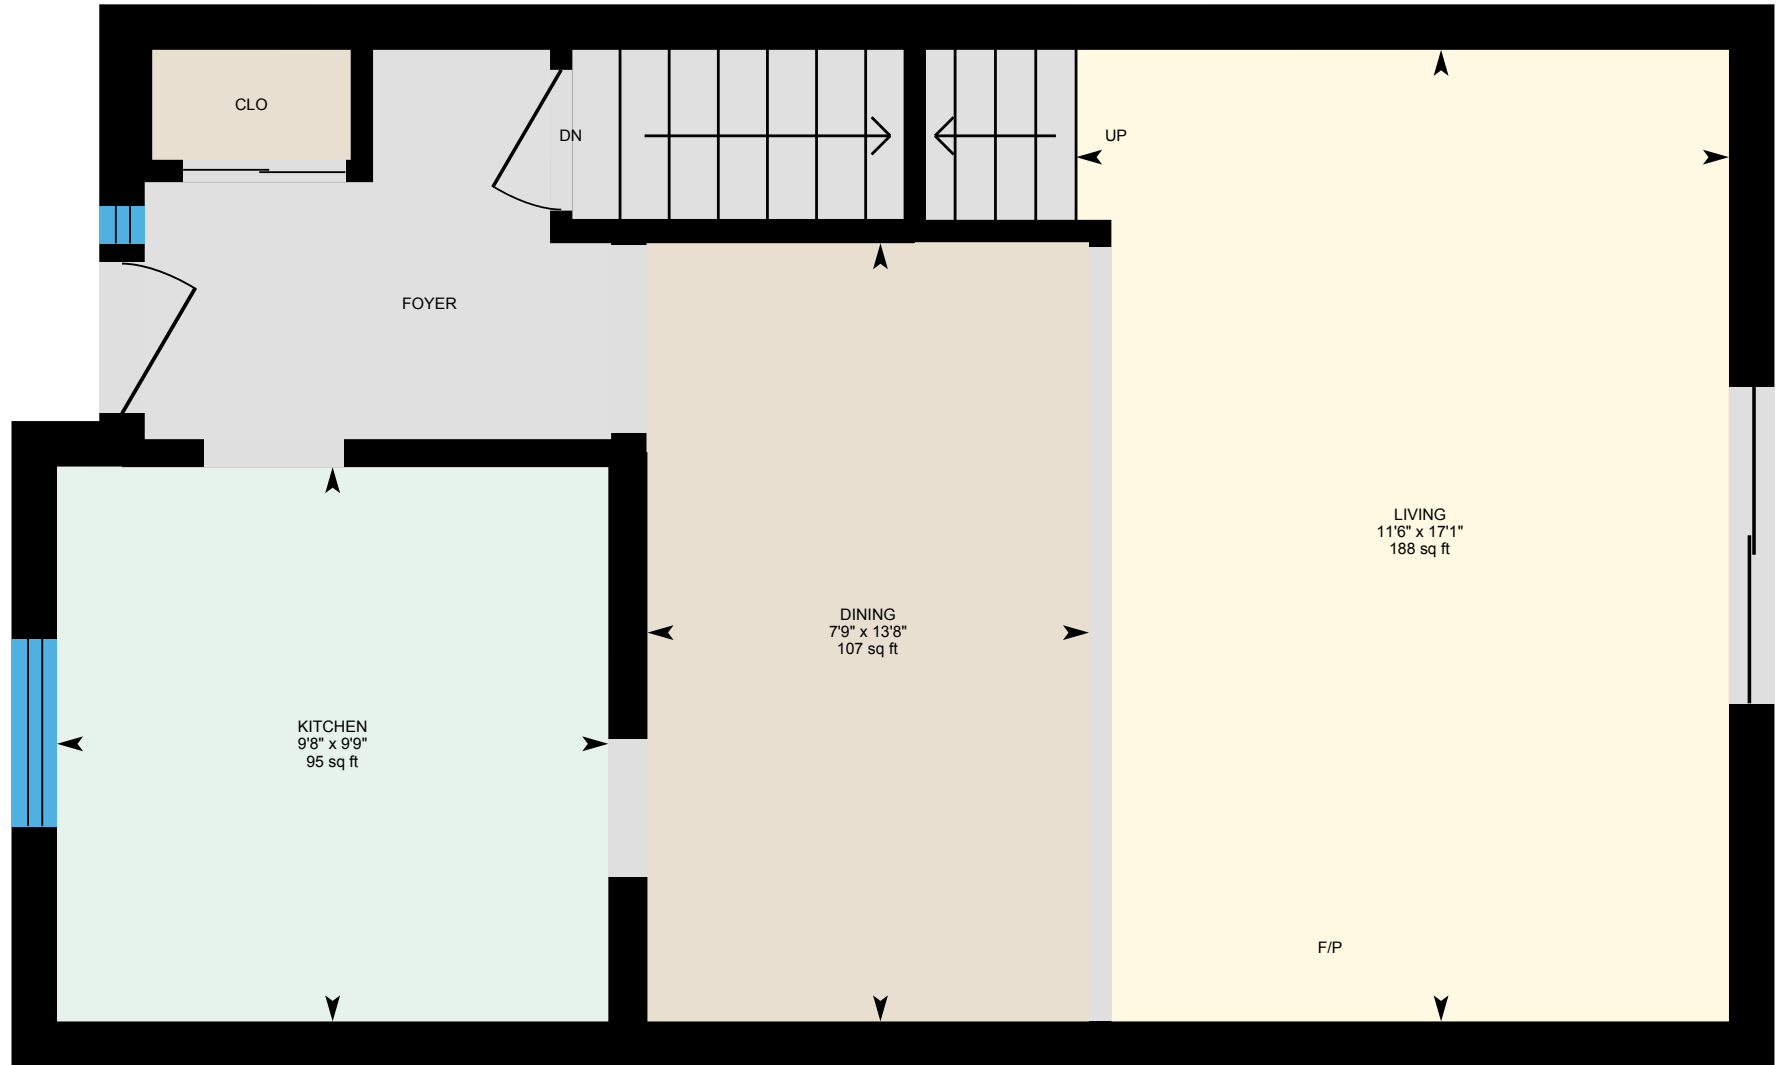 CLO
DN
UP
FOYER
LIVING
11'6" x 17'1"
188 sq ft
DINING
7'9" x 13'8"
107 sq ft
KITCHEN
9'8" x 9'9"
95 sq ft
F/P